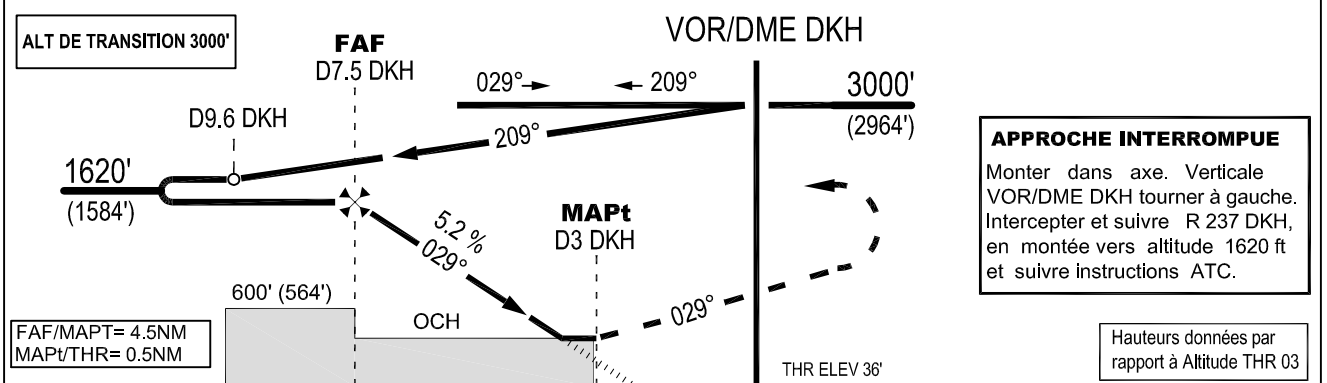 ALT DE TRANSITION 3000'
FAF
D7.5 DKH
VOR/DME DKH
029°
209°
3000'
(2964')
D9.6 DKH
209°
1620'
(1584')
5.2 %
029°
MAPt
D3 DKH
600' (564')
OCH
029°
FAF/MAPT= 4.5NM
MAPt/THR= 0.5NM
THR ELEV 36'
APPROCHE INTERROMPUE
Monter dans axe. Verticale
VOR/DME DKH tourner à gauche.
Intercepter et suivre R 237 DKH,
en montée vers altitude 1620 ft
et suivre instructions ATC.
Hauteurs données par
rapport à Altitude THR 03